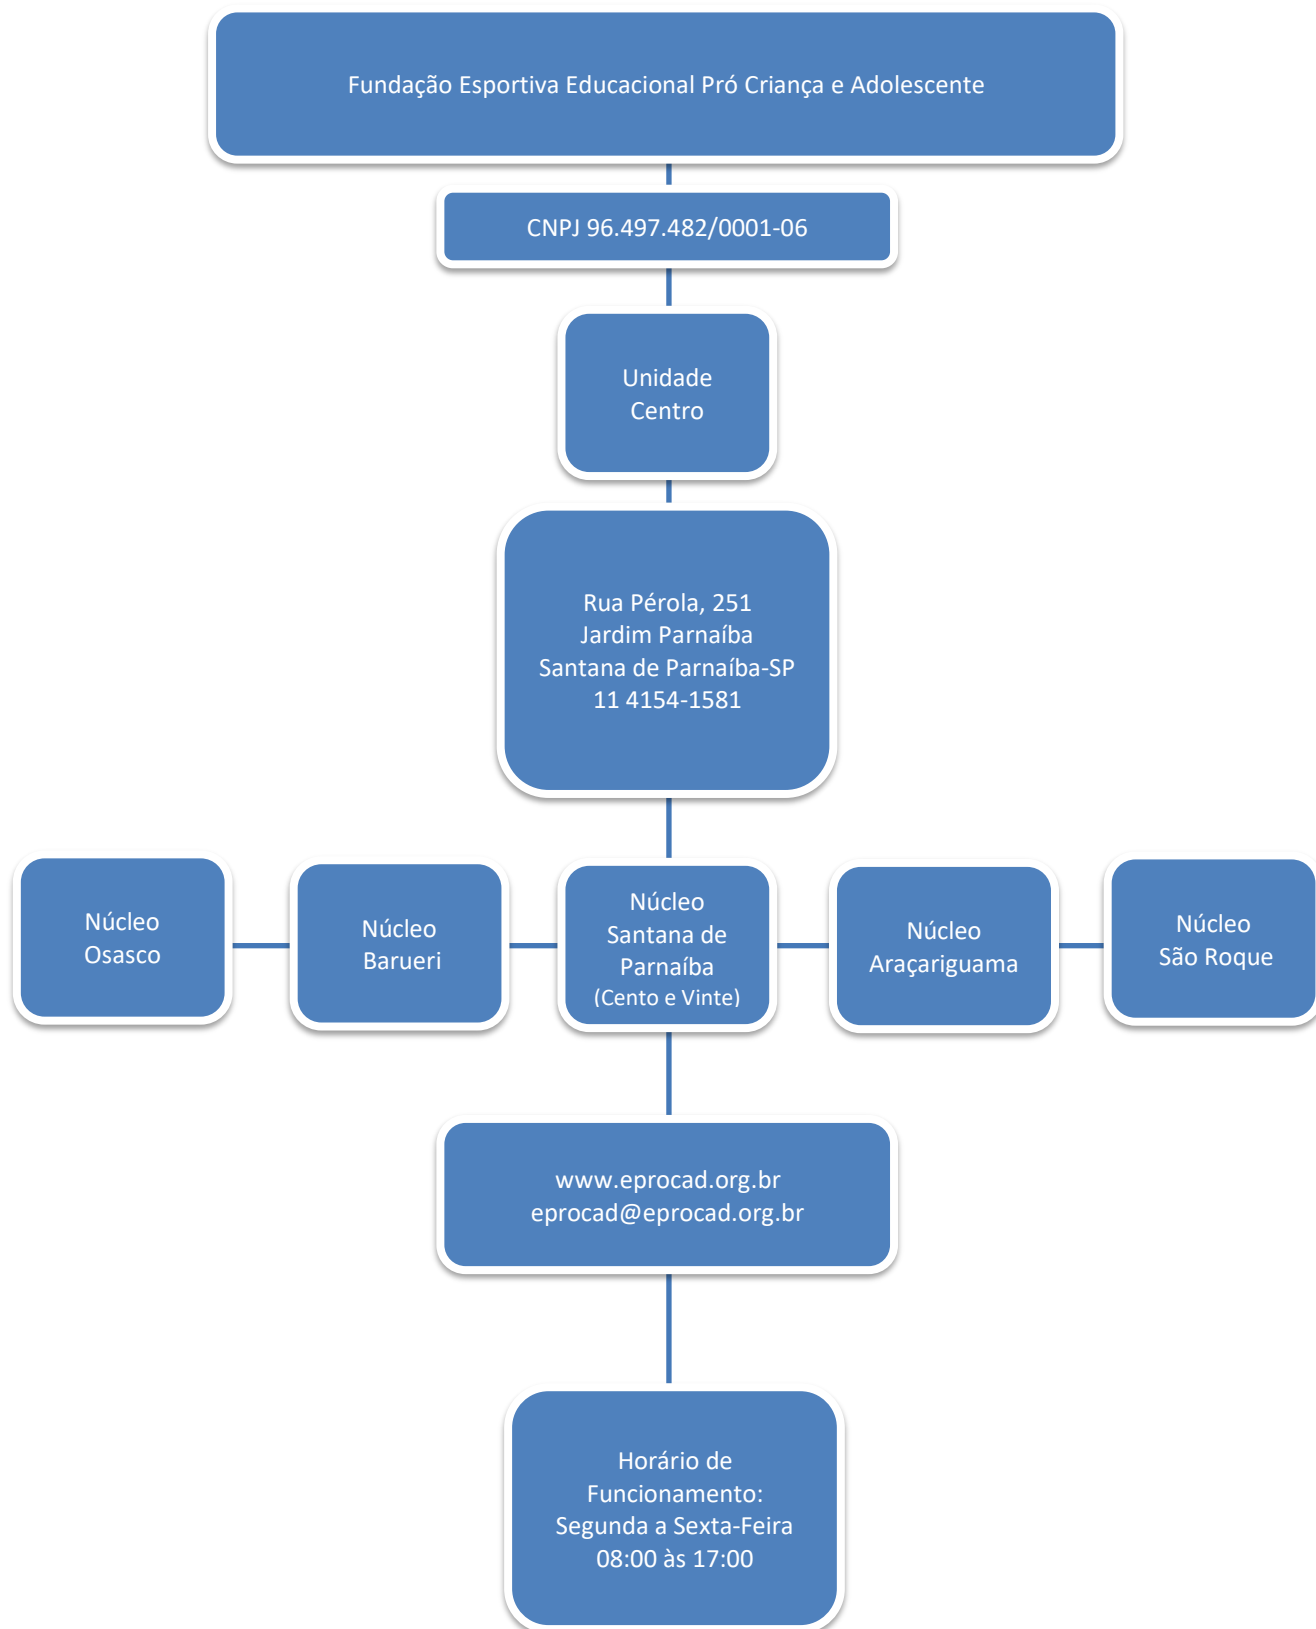 Fundação Esportiva Educacional Pró Criança e Adolescente
CNPJ 96.497.482/0001-06
Unidade
Centro
Rua Pérola, 251
Jardim Parnaíba
Santana de Parnaíba-SP
11 4154-1581
Núcleo
Osasco
Núcleo
Barueri
Núcleo
Santana de
Parnaíba
(Cento e Vinte)
Núcleo
Araçariguama
Núcleo
São Roque
www.eprocad.org.br
eprocad@eprocad.org.br
Horário de
Funcionamento:
Segunda a Sexta-Feira
08:00 às 17:00